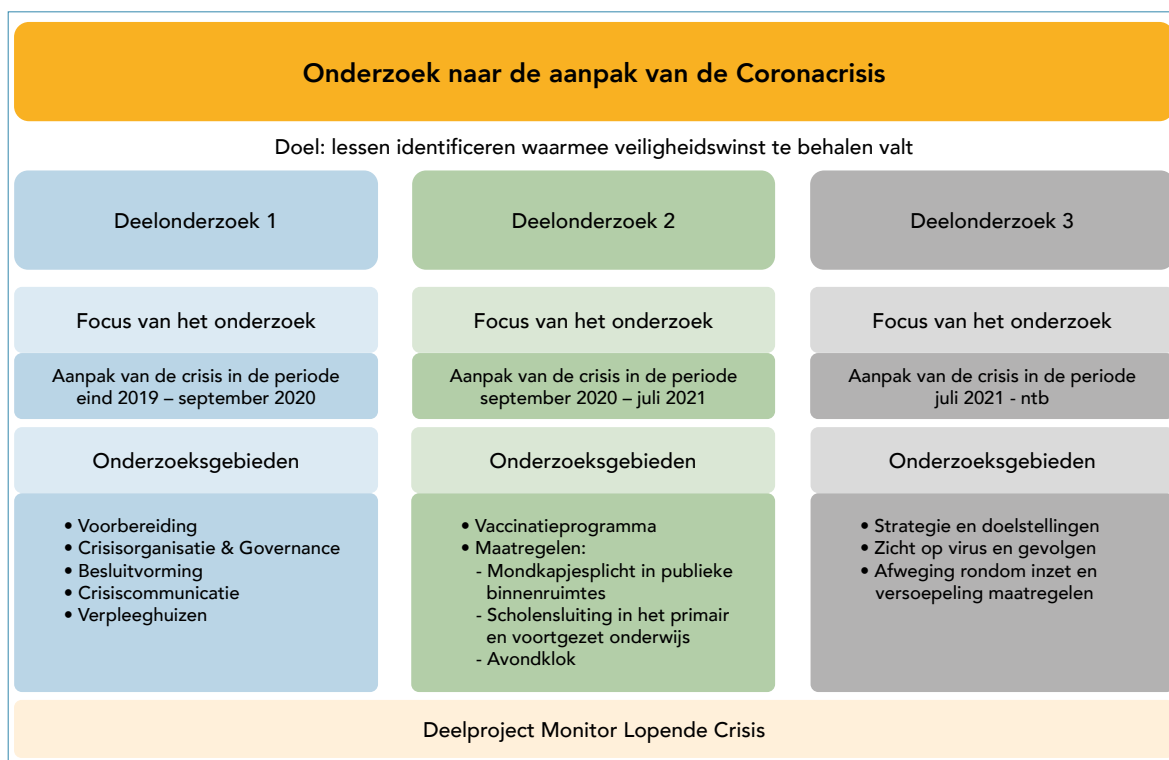 Onderzoek naar de aanpak van de Coronacrisis
Doel: lessen identificeren waarmee veiligheidswinst te behalen valt
Deelonderzoek 1
Focus van het onderzoek
Aanpak van de crisis in de periode
eind 2019 – september 2020
Onderzoeksgebieden
• Voorbereiding
• Crisisorganisatie & Governance
• Besluitvorming
• Crisiscommunicatie
• Verpleeghuizen
Deelonderzoek 2
Focus van het onderzoek
Aanpak van de crisis in de periode
september 2020 – juli 2021
Onderzoeksgebieden
• Vaccinatieprogramma
• Maatregelen:
- Mondkapjesplicht in publieke
binnenruimtes
- Scholensluiting in het primair
en voortgezet onderwijs
- Avondklok
Deelonderzoek 3
Focus van het onderzoek
Aanpak van de crisis in de periode
juli 2021 - ntb
Onderzoeksgebieden
• Strategie en doelstellingen
• Zicht op virus en gevolgen
• Afweging rondom inzet en
versoepeling maatregelen
Deelproject Monitor Lopende Crisis